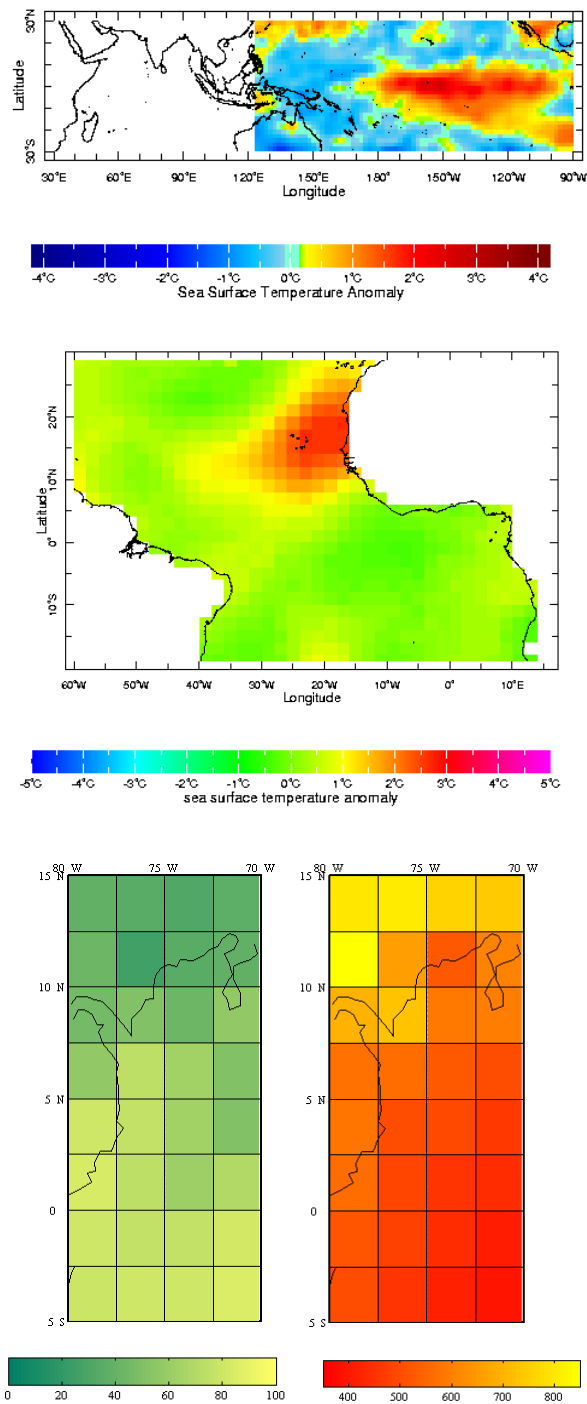 30°N
Latitude
30°S
30°E 60°E 90°E 120°E 150°E 180° 150°W 120°W 90°W
Longitude
-4°C -3°C -2°C -1°C 0°C 1°C 2°C 3°C 4°C
Sea Surface Temperature Anomaly
20°N
10°N
Latitude
0°
10°S
60°W 50°W 40°W 30°W 20°W 10°W 0° 10°E
Longitude
-5°C -4°C -3°C -2°C -1°C 0°C 1°C 2°C 3°C 4°C 5°C
sea surface temperature anomaly
80 W 75 W 70 W
15 N
10 N
5 N
0
5 S
0 20 40 60 80 100
80 W 75 W 70 W
15 N
10 N
5 N
0
5 S
400 500 600 700 800